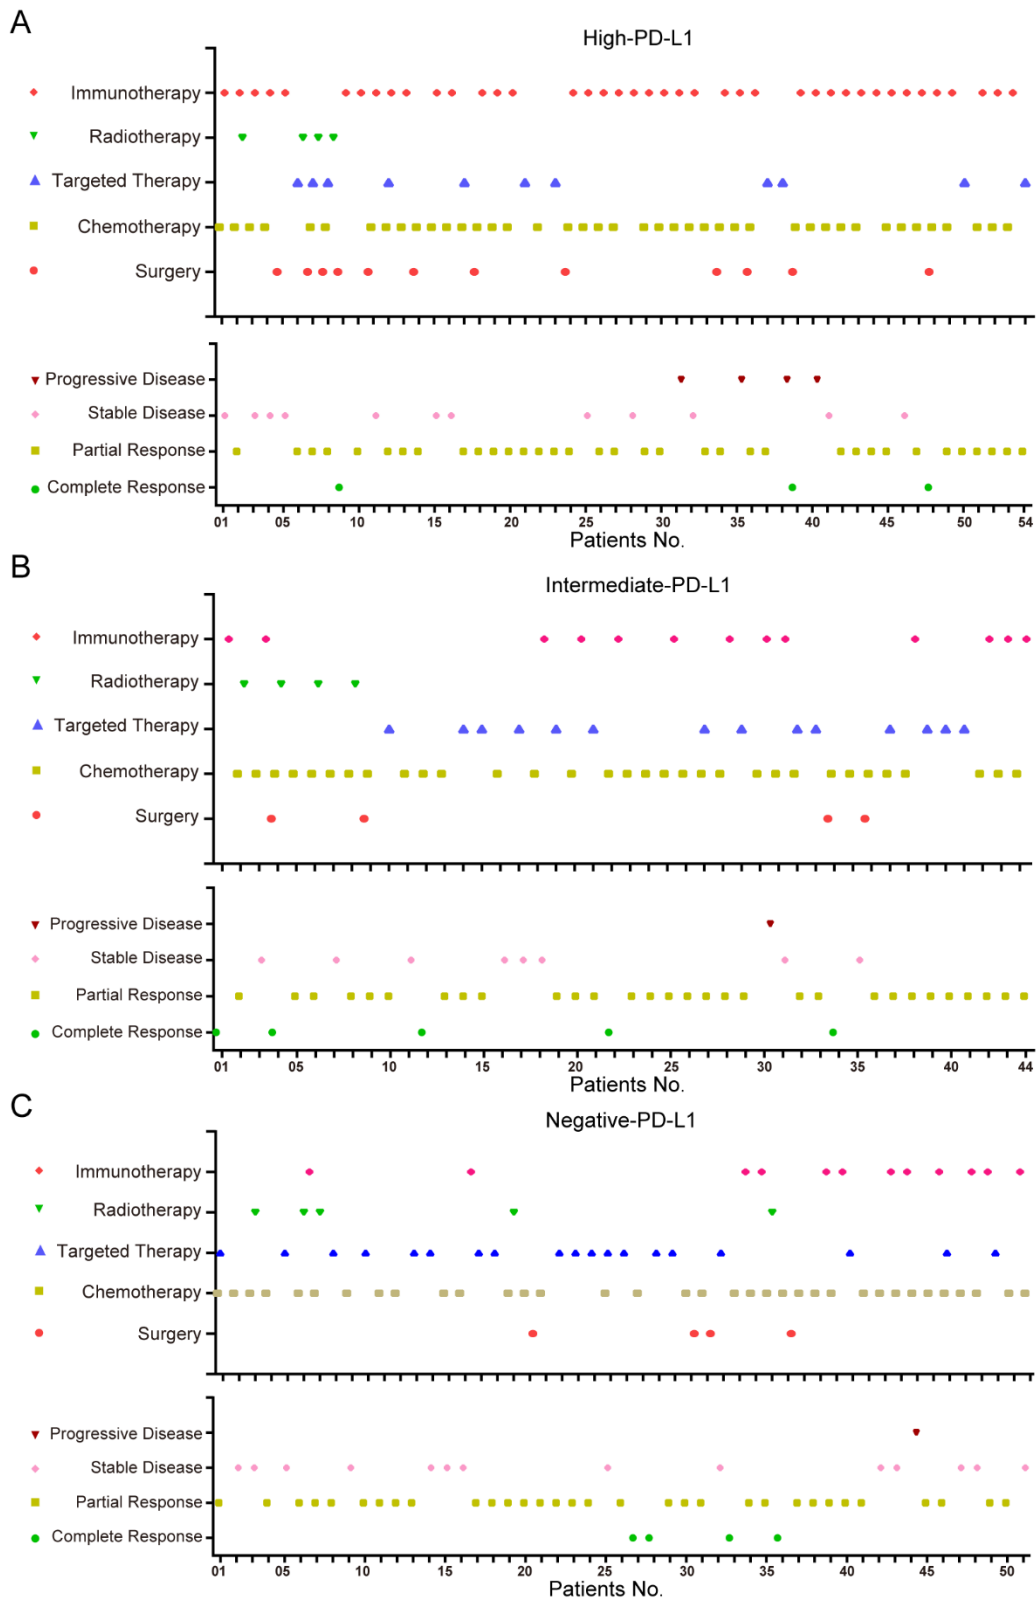 A
High-PD-L1
Immunotherapy
Radiotherapy
Targeted Therapy
Chemotherapy
Surgery
Progressive Disease
Stable Disease
Partial Response
Complete Response
01 05 10 15 20 25 30 35 40 45 50 54
Patients No.
B
Intermediate-PD-L1
Immunotherapy
Radiotherapy
Targeted Therapy
Chemotherapy
Surgery
Progressive Disease
Stable Disease
Partial Response
Complete Response
01 05 10 15 20 25 30 35 40 44
Patients No.
C
Negative-PD-L1
Immunotherapy
Radiotherapy
Targeted Therapy
Chemotherapy
Surgery
Progressive Disease
Stable Disease
Partial Response
Complete Response
01 05 10 15 20 25 30 35 40 45 50
Patients No.